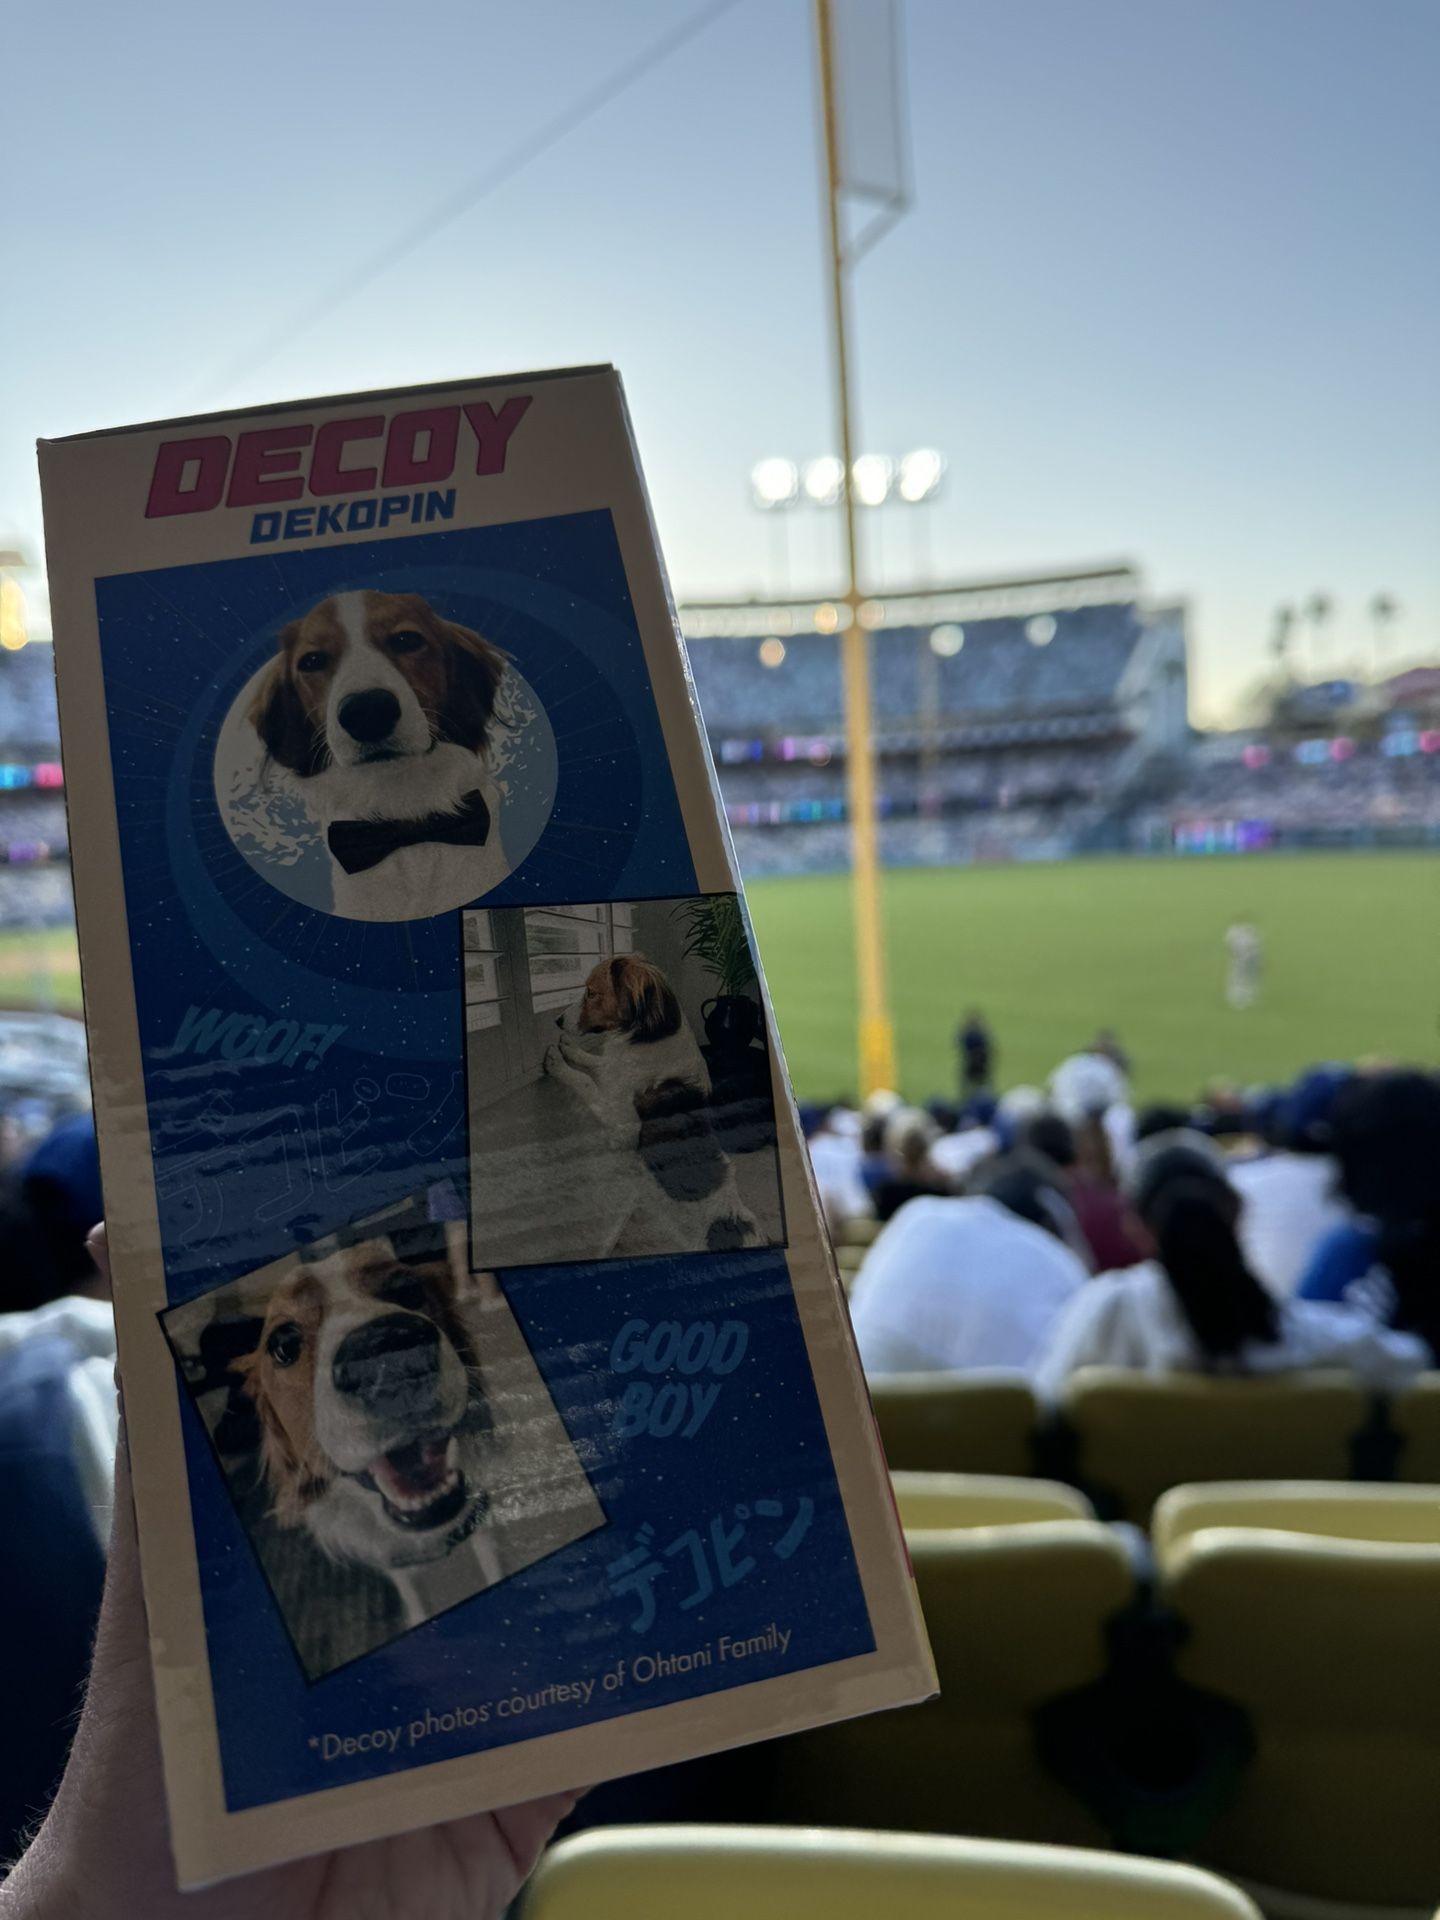 DECOY
DEKOPIN
WOOF!
デコピン
GOOD
BOY
デコピン
*Decoy photos courtesy of Ohtani Family